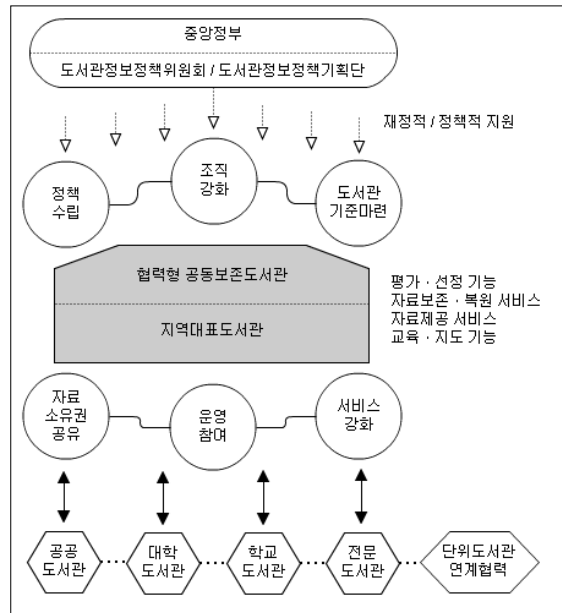 중앙정부
도서관정보정책위원회 / 도서관정보정책기획단
재정적 / 정책적 지원
정책
수립
조직
강화
도서관
기준마련
협력형 공동보존도서관
지역대표도서관
평가 · 선정 기능
자료보존 · 복원 서비스
자료제공 서비스
교육 · 지도 기능
자료
소유권
공유
운영
참여
서비스
강화
공공
도서관
대학
도서관
학교
도서관
전문
도서관
단위도서관
연계협력